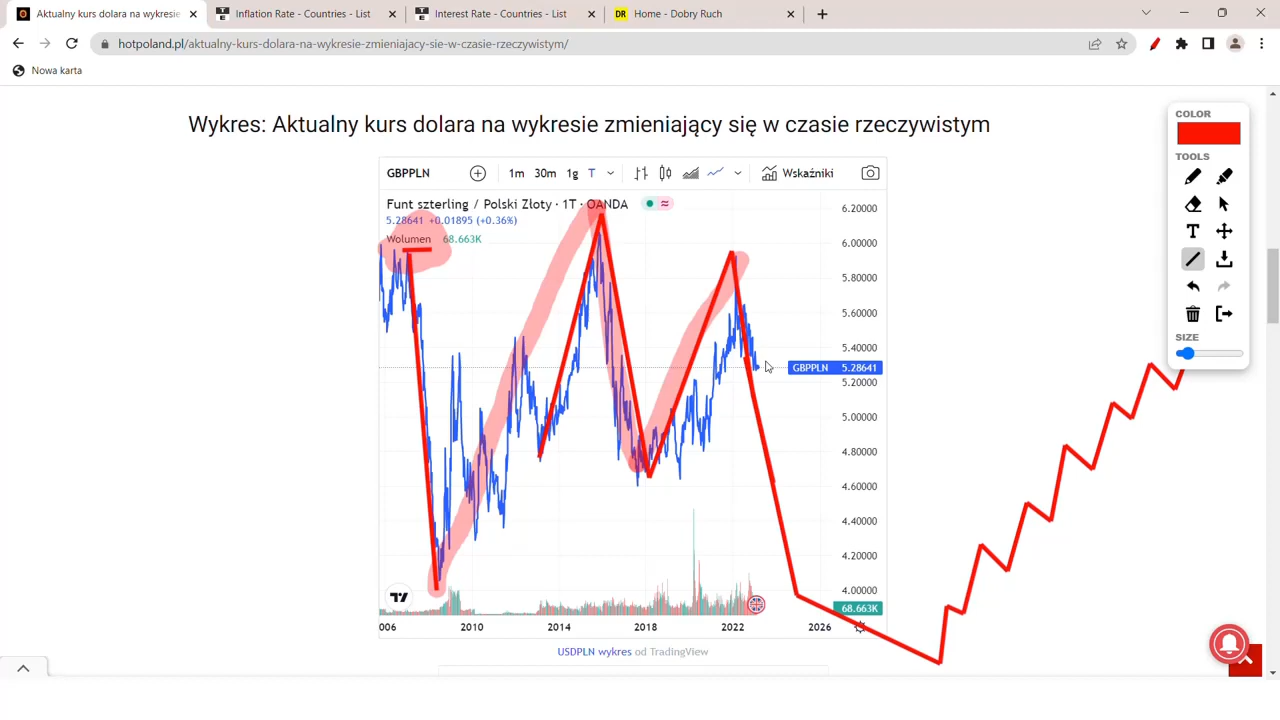 Aktualny kurs dolara na wykresie
Inflation Rate - Countries - List
Interest Rate - Countries - List
DR Home - Dobry Ruch
hotpoland.pl/aktualny-kurs-dolara-na-wykresie-zmieniajacy-sie-w-czasie-rzeczywistym/
Nowa karta
Wykres: Aktualny kurs dolara na wykresie zmieniający się w czasie rzeczywistym
GBPPLN 1m 30m 1g T Wskaźniki
Funt szterling / Polski Złoty · 1T · OANDA
5.28641 +0.01895 (+0.36%)
Wolumen 68.663K
6.20000
6.00000
5.80000
5.60000
5.40000
GBPPLN 5.28641
5.20000
5.00000
4.80000
4.60000
4.40000
4.20000
4.00000
68.663K
006 2010 2014 2018 2022 2026
USDPLN wykres od TradingView
COLOR
TOOLS
T
SIZE